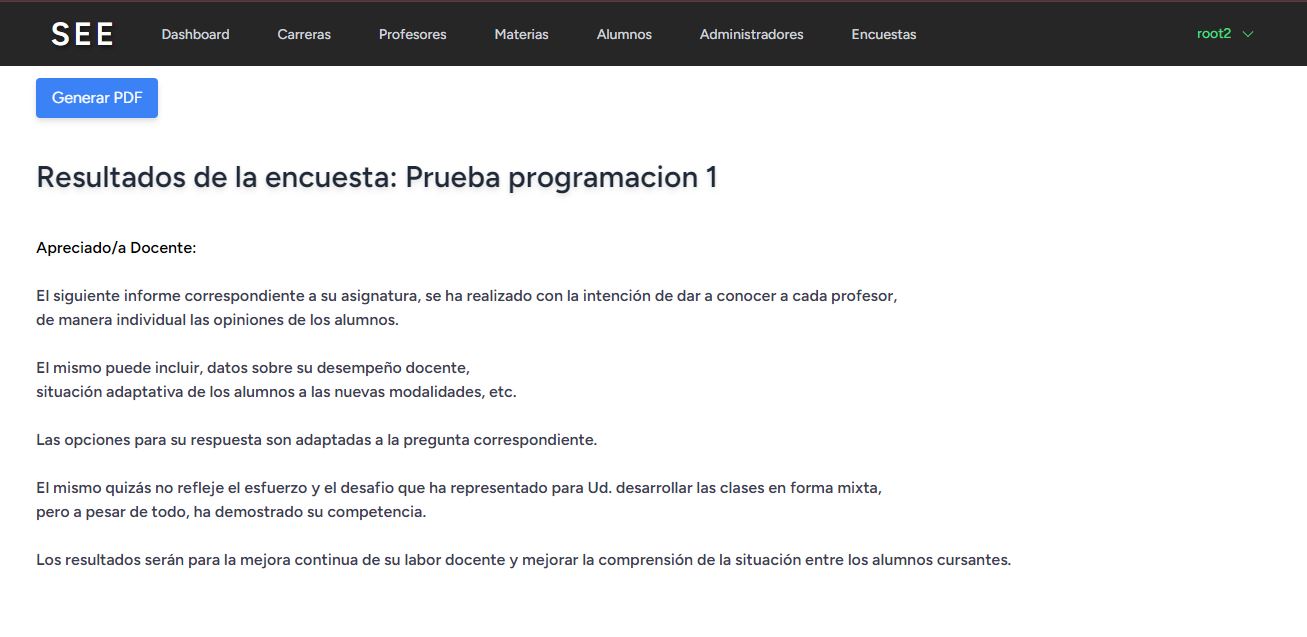 SEE
Dashboard
Carreras
Profesores
Materias
Alumnos
Administradores
Encuestas
root2
Generar PDF
Resultados de la encuesta: Prueba programacion 1
Apreciado/a Docente:
El siguiente informe correspondiente a su asignatura, se ha realizado con la intención de dar a conocer a cada profesor,
de manera individual las opiniones de los alumnos.
El mismo puede incluir, datos sobre su desempeño docente,
situación adaptativa de los alumnos a las nuevas modalidades, etc.
Las opciones para su respuesta son adaptadas a la pregunta correspondiente.
El mismo quizás no refleje el esfuerzo y el desafio que ha representado para Ud. desarrollar las clases en forma mixta,
pero a pesar de todo, ha demostrado su competencia.
Los resultados serán para la mejora continua de su labor docente y mejorar la comprensión de la situación entre los alumnos cursantes.